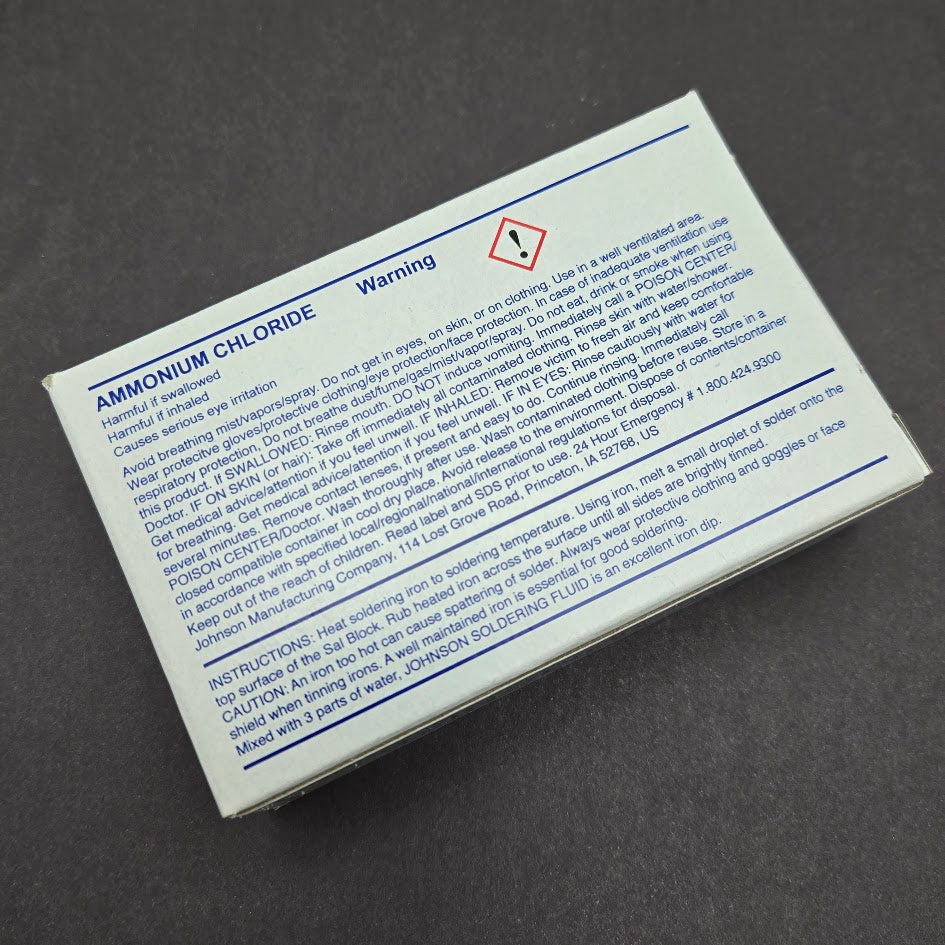 AMMONIUM CHLORIDE Warning
Harmful if swallowed
Harmful if inhaled
Causes serious eye irritation
Avoid breathing mist/vapors/spray. Do not get in eyes, on skin, or on clothing. Use in a well ventilated area.
Wear protecitve gloves/protective clothing/eye protection/face protection. In case of inadequate ventilation use
respiratory protection, Do not breathe dust/fume/gas/mist/vapor/spray. Do not eat, drink or smoke when using
this product. If SWALLOWED: Rinse mouth. DO NOT induce vomiting. Immediately call a POISON CENTER/
Doctor. IF ON SKIN (or hair): Take off immediately all contaminated clothing. Rinse skin with water/shower.
Get medical advice/attention if you feel unwell. IF INHALED: Remove victim to fresh air and keep comfortable
for breathing. Get medical advice/attention if you feel unwell. IF IN EYES: Rinse cautiously with water for
several minutes. Remove contact lenses, if present and easy to do. Continue rinsing. Immediately call
POISON CENTER/Doctor. Wash thoroughly after use. Wash contaminated clothing before reuse. Store in a
closed compatible container in cool dry place. Avoid release to the environment. Dispose of contents/container
in accordance with specified local/regional/national/international regulations for disposal.
Keep out of the reach of children. Read label and SDS prior to use. 24 Hour Emergency # 1.800.424.9300
Johnson Manufacturing Company, 114 Lost Grove Road, Princeton, IA 52768, US
INSTRUCTIONS: Heat soldering iron to soldering temperature. Using iron, melt a small droplet of solder onto the
top surface of the Sal Block. Rub heated iron across the surface until all sides are brightly tinned.
CAUTION: An iron too hot can cause spattering of solder. Always wear protective clothing and goggles or face
shield when tinning irons. A well maintained iron is essential for good soldering.
Mixed with 3 parts of water, JOHNSON SOLDERING FLUID is an excellent iron dip.